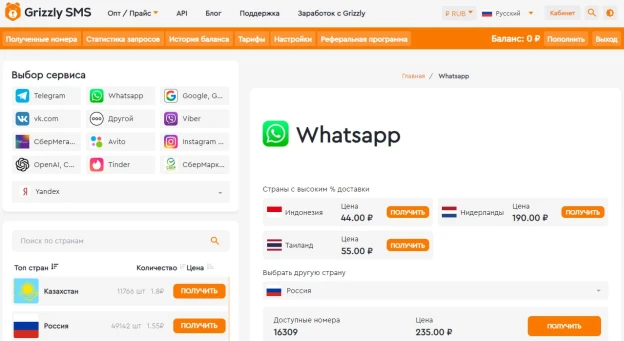 Grizzly SMS
Опт / Прайс
API
Блог
Поддержка
Заработок с Grizzly
₽ RUB
Русский
Кабинет
Полученные номера
Статистика запросов
История баланса
Тарифы
Настройки
Реферальная программа
Баланс: 0 ₽
Пополнить
Выход
Выбор сервиса
Telegram
Whatsapp
Google, G...
vk.com
Другой
Viber
СберМега...
Avito
Instagram ...
OpenAI, C...
Tinder
СберМарк...
Я Yandex
Поиск по странам
Топ стран
Количество
Цена
Казахстан
11766 шт
1.8₽
ПОЛУЧИТЬ
Россия
49142 шт
1.55₽
ПОЛУЧИТЬ
Главная / Whatsapp
Whatsapp
Страны с высоким % доставки
Индонезия
Цена
44.00 ₽
ПОЛУЧИТЬ
Нидерланды
Цена
190.00 ₽
ПОЛУЧИТЬ
Таиланд
Цена
55.00 ₽
ПОЛУЧИТЬ
Выбрать другую страну
Россия
Доступные номера
16309
Цена
235.00 ₽
ПОЛУЧИТЬ